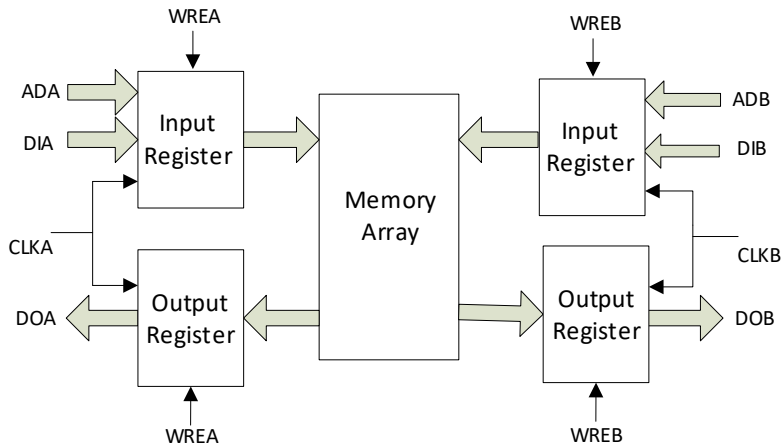 WREA
WREB
ADA
DIA
Input
Register
Memory
Array
Input
Register
ADB
DIB
CLKA
CLKB
DOA
Output
Register
Output
Register
DOB
WREA
WREB